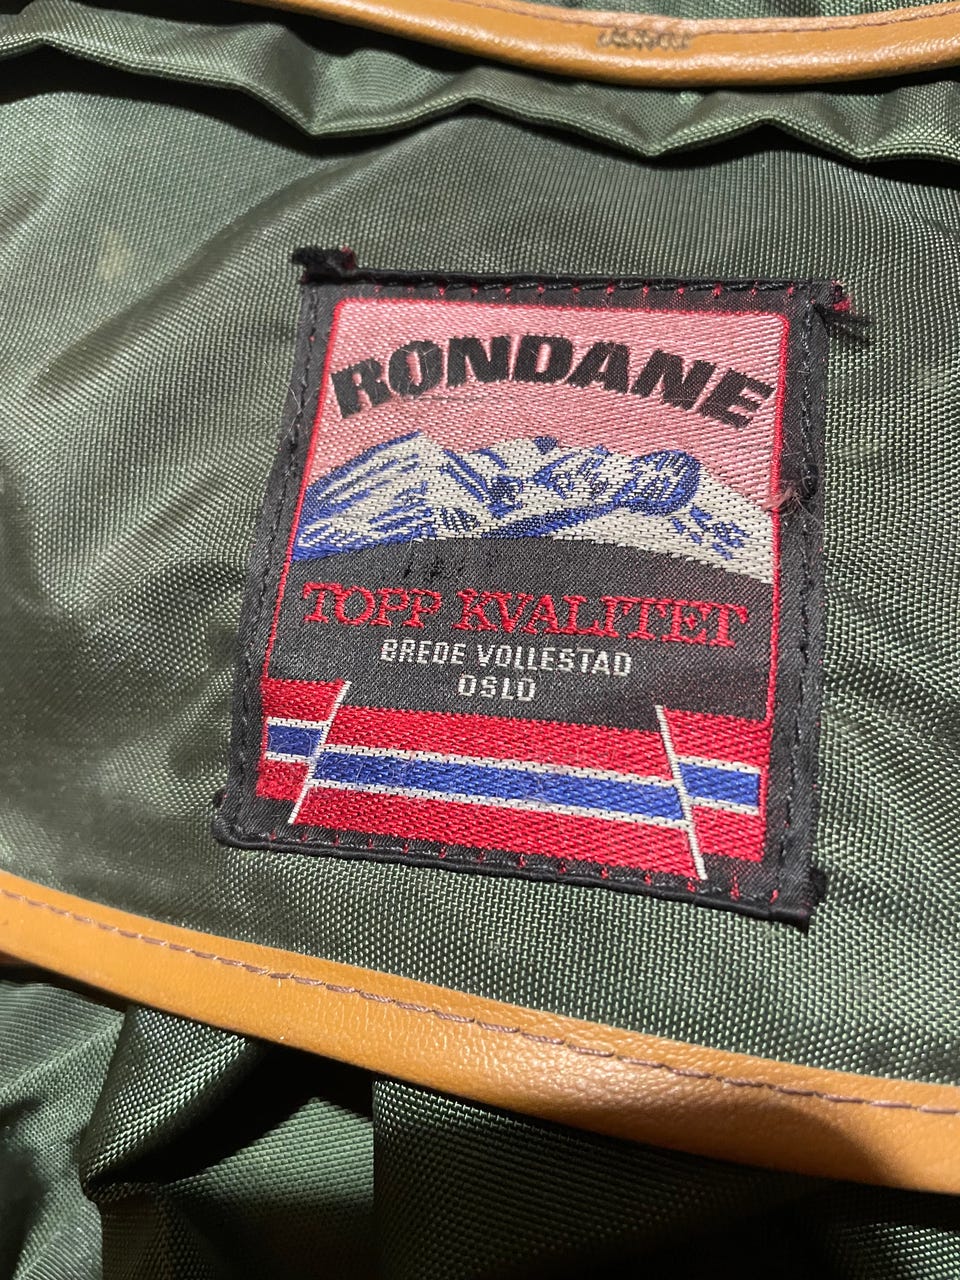 RONDANE
TOPP KVALITET
BREDE VOLLESTAD
OSLO